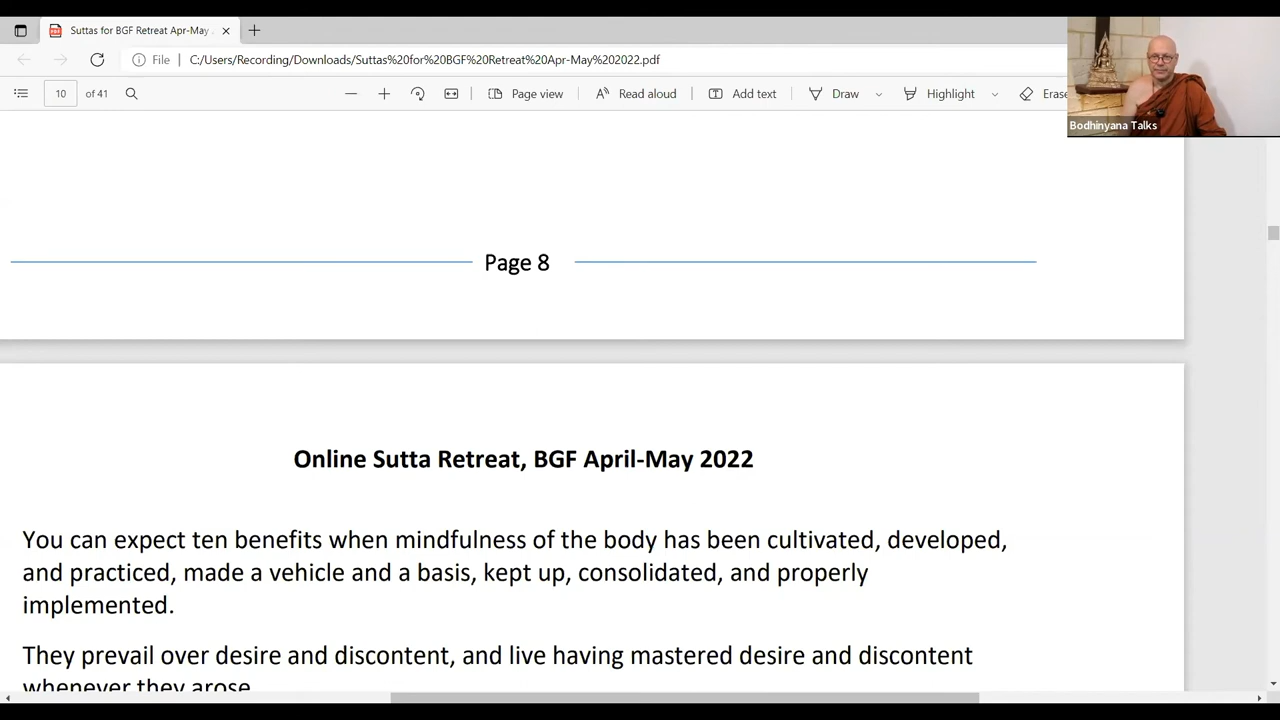 Suttas for BGF Retreat Apr-May
File
C:/Users/Recording/Downloads/Suttas%20for%20BGF%20Retreat%20Apr-May%202022.pdf
10 of 41
Page view
Read aloud
Add text
Draw
Highlight
Erase
Bodhinyana Talks
Page 8
Online Sutta Retreat, BGF April-May 2022
You can expect ten benefits when mindfulness of the body has been cultivated, developed,
and practiced, made a vehicle and a basis, kept up, consolidated, and properly
implemented.
They prevail over desire and discontent, and live having mastered desire and discontent
whenever they arose